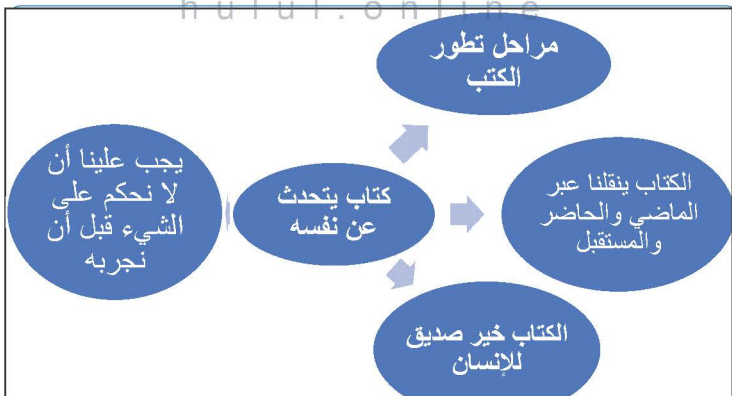 hulul.online
مراحل تطور
الكتب
يجب علينا أن
لا نحكم على
الشيء قبل أن
نجربه
كتاب يتحدث
عن نفسه
الكتاب ينقلنا عبر
الماضي والحاضر
والمستقبل
الكتاب خير صديق
للإنسان